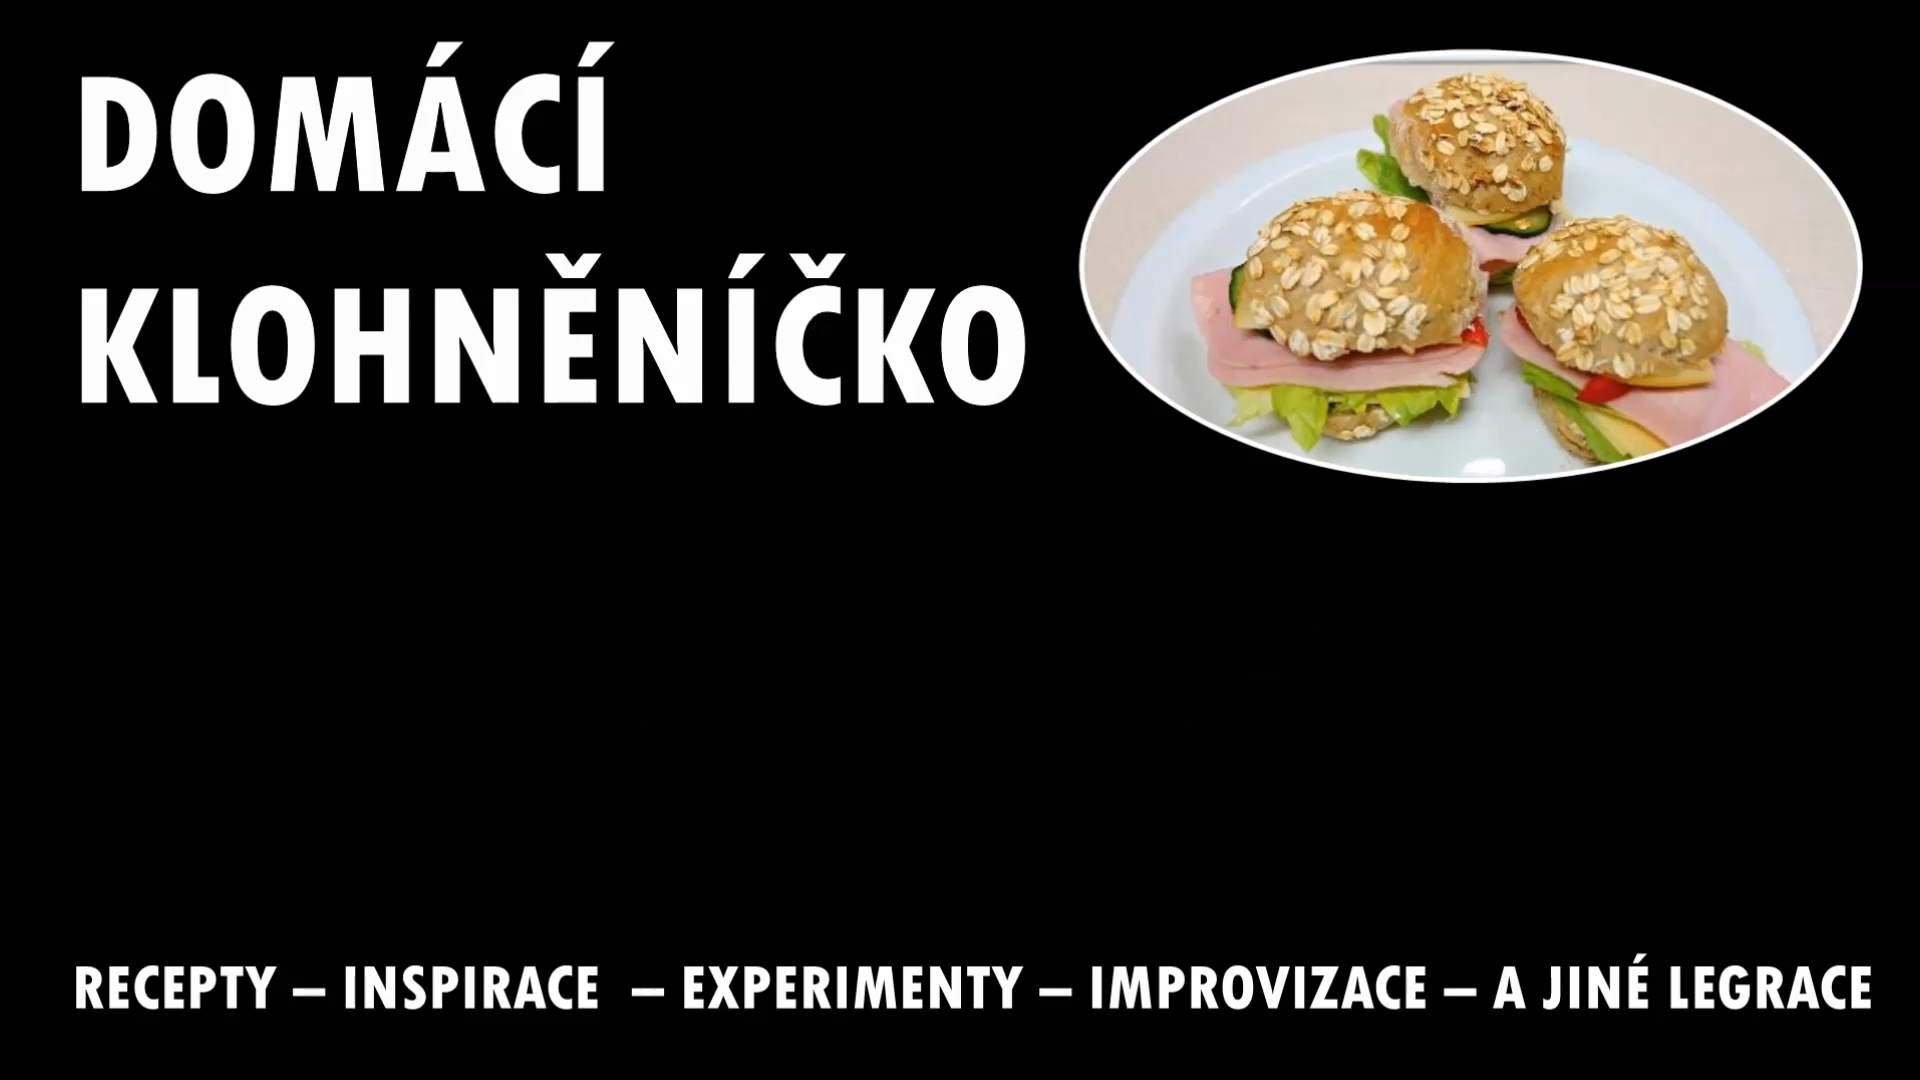 DOMÁCÍ
KLOHNĚNÍČKO
RECEPTY – INSPIRACE – EXPERIMENTY – IMPROVIZACE – A JINÉ LEGRACE